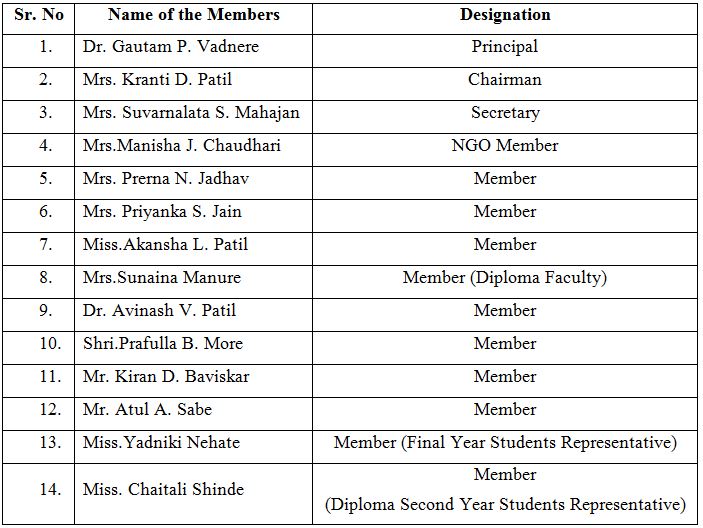 Sr. No Name of the Members Designation
1. Dr. Gautam P. Vadnere Principal
2. Mrs. Kranti D. Patil Chairman
3. Mrs. Suvarnalata S. Mahajan Secretary
4. Mrs.Manisha J. Chaudhari NGO Member
5. Mrs. Prerna N. Jadhav Member
6. Mrs. Priyanka S. Jain Member
7. Miss.Akansha L. Patil Member
8. Mrs.Sunaina Manure Member (Diploma Faculty)
9. Dr. Avinash V. Patil Member
10. Shri.Prafulla B. More Member
11. Mr. Kiran D. Baviskar Member
12. Mr. Atul A. Sabe Member
13. Miss.Yadniki Nehate Member (Final Year Students Representative)
14. Miss. Chaitali Shinde Member
(Diploma Second Year Students Representative)